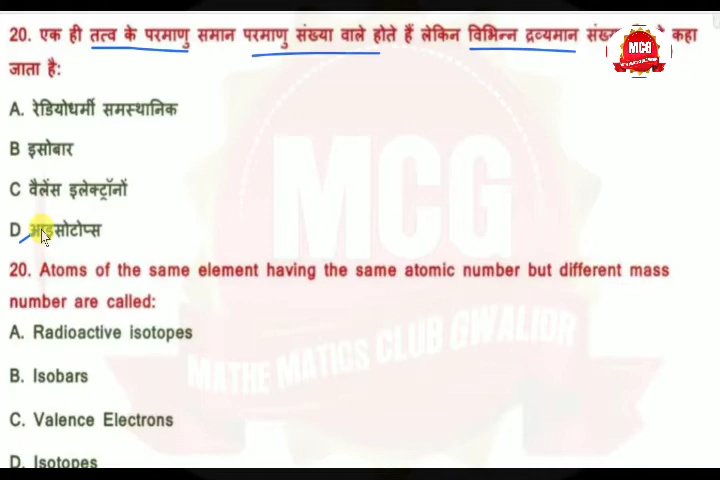 20. एक ही तत्व के परमाणु समान परमाणु संख्या वाले होते हैं लेकिन विभिन्न द्रव्यमान कहा
जाता है:
A. रेडियोधर्मी समस्थानिक
B इसोबार
C वैलेंस इलेक्ट्रॉनों
D आइसोटोप्स
20. Atoms of the same element having the same atomic number but different mass
number are called:
A. Radioactive isotopes
B. Isobars
C. Valence Electrons
D. Isotopes
MCG
MCG
MATHEMATIQS CLUB GWALIOR